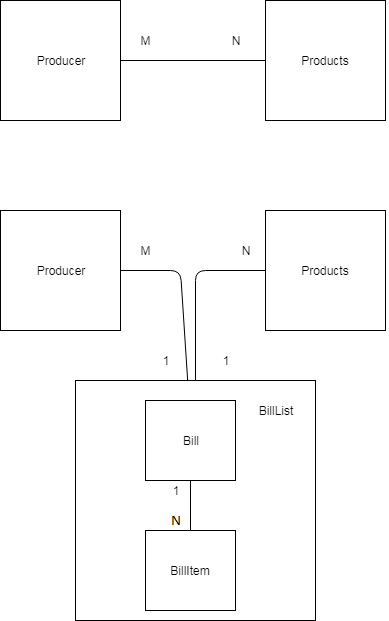 Producer
M
N
Products
Producer
M
N
Products
1
1
BillList
Bill
1
N
BillItem